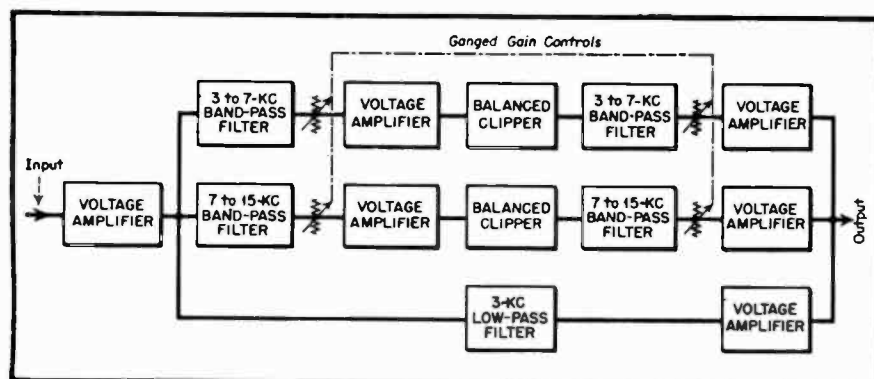 Ganged Gain Controls
3 to 7-KC
BAND-PASS
FILTER
VOLTAGE
AMPLIFIER
BALANCED
CLIPPER
3 to 7-KC
BAND-PASS
FILTER
VOLTAGE
AMPLIFIER
Input
VOLTAGE
AMPLIFIER
7 to 15-KC
BAND-PASS
FILTER
VOLTAGE
AMPLIFIER
BALANCED
CLIPPER
7 to 15-KC
BAND-PASS
FILTER
VOLTAGE
AMPLIFIER
Output
3-KC
LOW-PASS
FILTER
VOLTAGE
AMPLIFIER